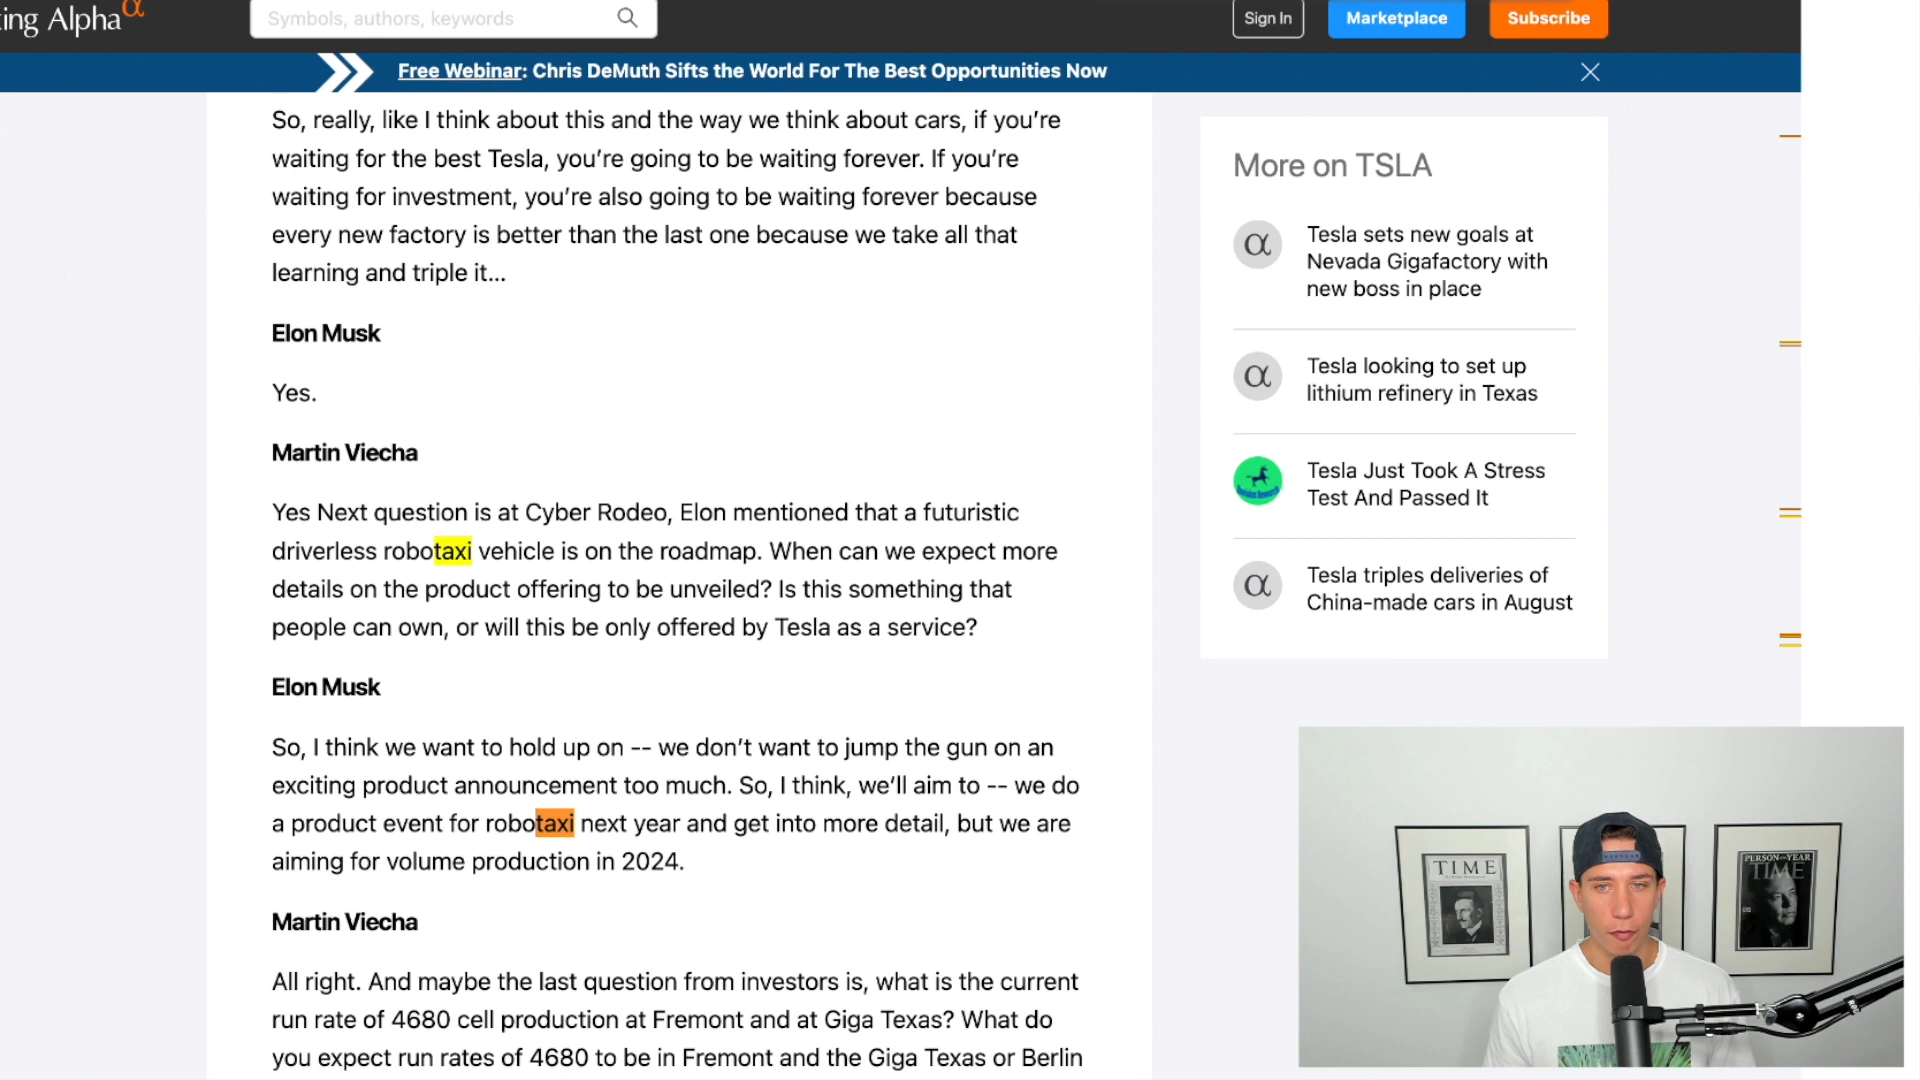 ing Alpha α
Symbols, authors, keywords
Sign In
Marketplace
Subscribe
Free Webinar: Chris DeMuth Sifts the World For The Best Opportunities Now
So, really, like I think about this and the way we think about cars, if you’re
waiting for the best Tesla, you’re going to be waiting forever. If you’re
waiting for investment, you’re also going to be waiting forever because
every new factory is better than the last one because we take all that
learning and triple it...
Elon Musk
Yes.
Martin Viecha
Yes Next question is at Cyber Rodeo, Elon mentioned that a futuristic
driverless robotaxi vehicle is on the roadmap. When can we expect more
details on the product offering to be unveiled? Is this something that
people can own, or will this be only offered by Tesla as a service?
Elon Musk
So, I think we want to hold up on -- we don’t want to jump the gun on an
exciting product announcement too much. So, I think, we’ll aim to -- we do
a product event for robotaxi next year and get into more detail, but we are
aiming for volume production in 2024.
Martin Viecha
All right. And maybe the last question from investors is, what is the current
run rate of 4680 cell production at Fremont and at Giga Texas? What do
you expect run rates of 4680 to be in Fremont and the Giga Texas or Berlin
More on TSLA
α
Tesla sets new goals at
Nevada Gigafactory with
new boss in place
α
Tesla looking to set up
lithium refinery in Texas
Tesla Just Took A Stress
Test And Passed It
α
Tesla triples deliveries of
China-made cars in August
TIME
PERSON OF THE YEAR
TIME